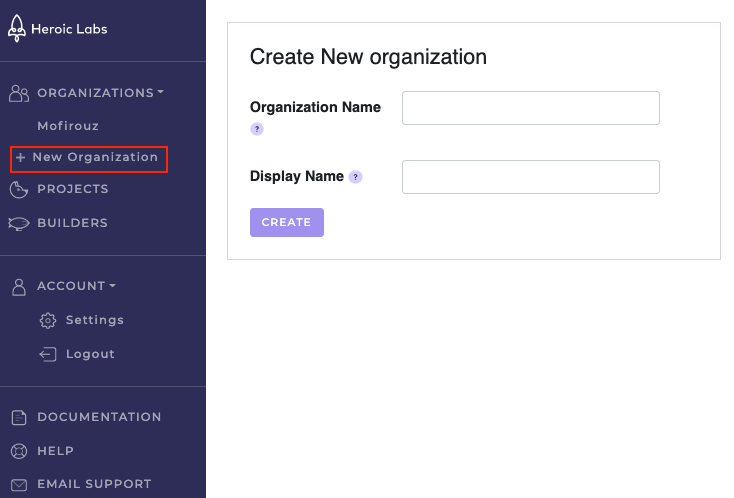 Heroic Labs
ORGANIZATIONS
Mofirouz
+ New Organization
PROJECTS
BUILDERS
ACCOUNT
Settings
Logout
DOCUMENTATION
HELP
EMAIL SUPPORT
Create New organization
Organization Name
?
Display Name ?
CREATE